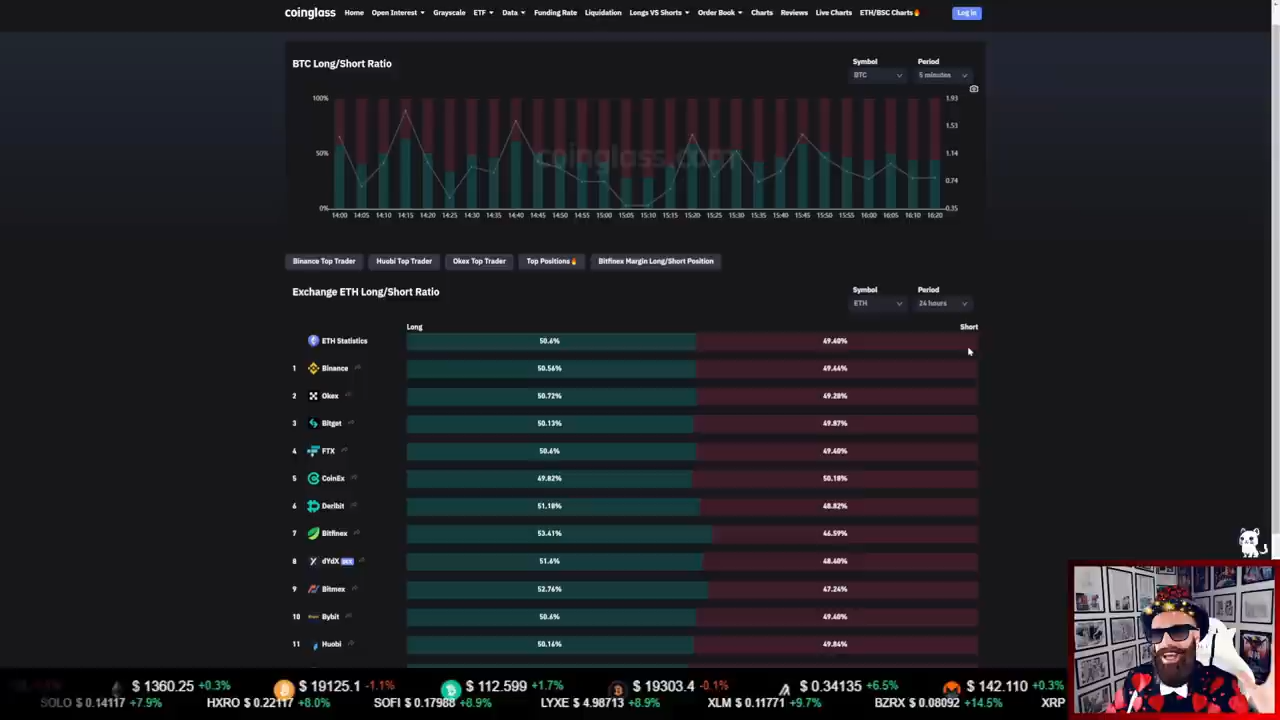 coinglass Home Open Interest Grayscale ETF Data Funding Rate Liquidation Longs VS Shorts Order Book Charts Reviews Live Charts ETH/BSC Charts🔥 Log in
BTC Long/Short Ratio
Symbol Period
BTC 5 minutes
100% 1.93
1.53
50% 1.14
0.74
0% 0.35
coinglass.com
14:00 14:05 14:10 14:15 14:20 14:25 14:30 14:35 14:40 14:45 14:50 14:55 15:00 15:05 15:10 15:15 15:20 15:25 15:30 15:35 15:40 15:45 15:50 15:55 16:00 16:05 16:10 16:15 16:20
Binance Top Trader Huobi Top Trader Okex Top Trader Top Positions🔥 Bitfinex Margin Long/Short Position
Exchange ETH Long/Short Ratio
Symbol Period
ETH 24 hours
Long Short
ETH Statistics 50.6% 49.40%
1 Binance 50.56% 49.44%
2 Okex 50.72% 49.28%
3 Bitget 50.13% 49.87%
4 FTX 50.6% 49.40%
5 CoinEx 49.82% 50.18%
6 Deribit 51.18% 48.82%
7 Bitfinex 53.41% 46.59%
8 dYdX DEX 51.6% 48.40%
9 Bitmex 52.76% 47.24%
10 Bybit 50.6% 49.40%
11 Huobi 50.16% 49.84%
$ 1360.25 +0.3% $ 19125.1 -1.1% $ 112.599 +1.7% $ 19303.4 -0.1% $ 0.34135 +6.5% $ 142.110 +0.3%
SOLO $ 0.14117 +7.9% HXRO $ 0.22117 +8.0% SOFI $ 0.17988 +8.9% LYXE $ 4.98713 +8.9% XLM $ 0.11771 +9.7% BZRX $ 0.08092 +14.5% XRP